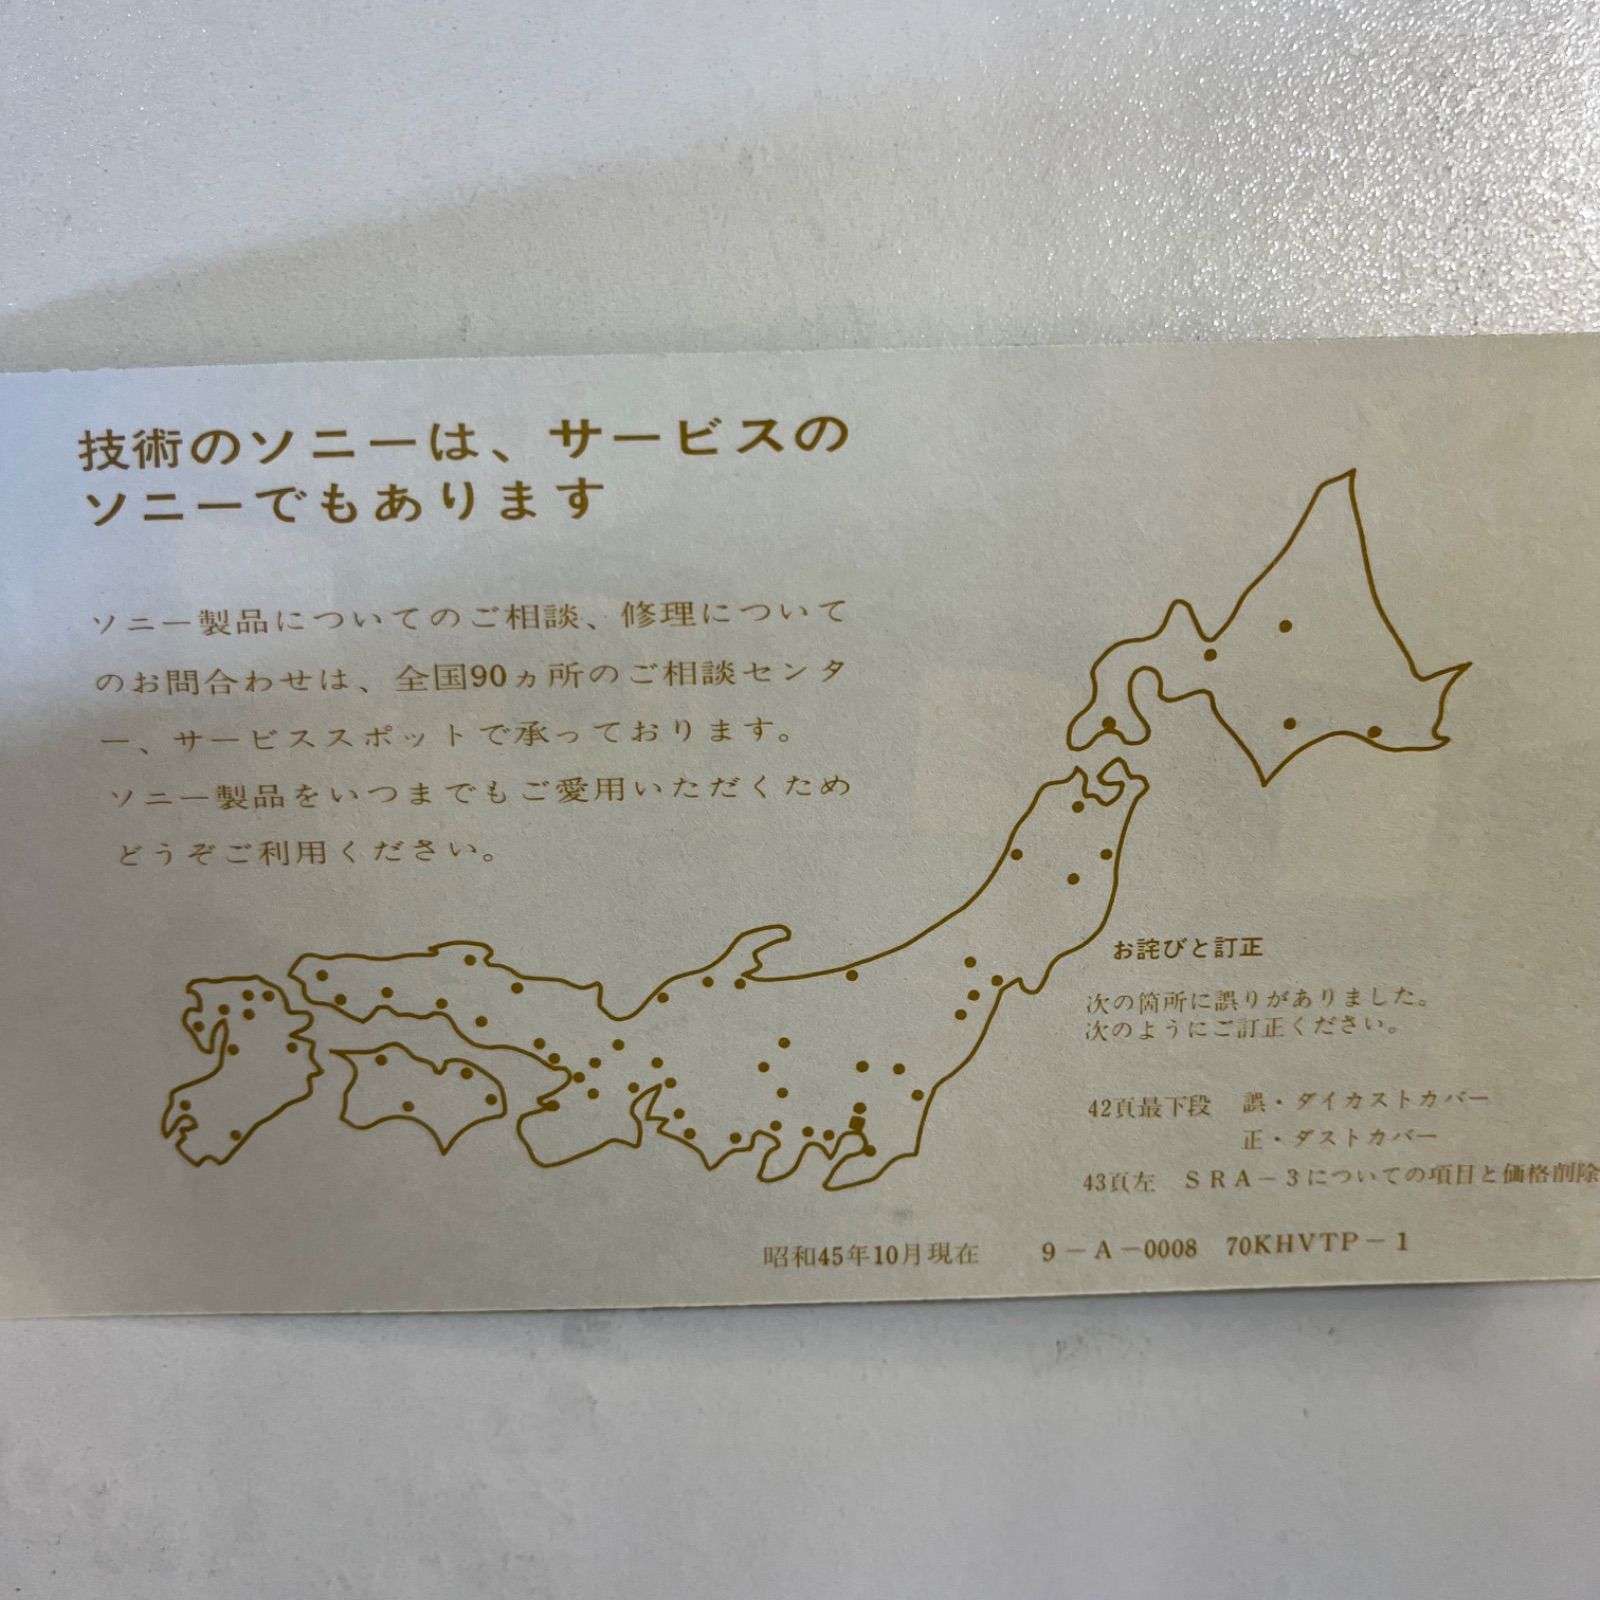 技術のソニーは、サービスの
ソニーでもあります
ソニー製品についてのご相談、修理について
のお問合わせは、全国90ヵ所のご相談センタ
ー、サービススポットで承っております。
ソニー製品をいつまでもご愛用いただくため
どうぞご利用ください。
お詫びと訂正
次の箇所に誤りがありました。
次のようにご訂正ください。
42頁最下段　誤・ダイカストカバー
正・ダストカバー
43頁左　SRA－3についての項目と価格削除
昭和45年10月現在　9－A－0008　70KHVTP－1